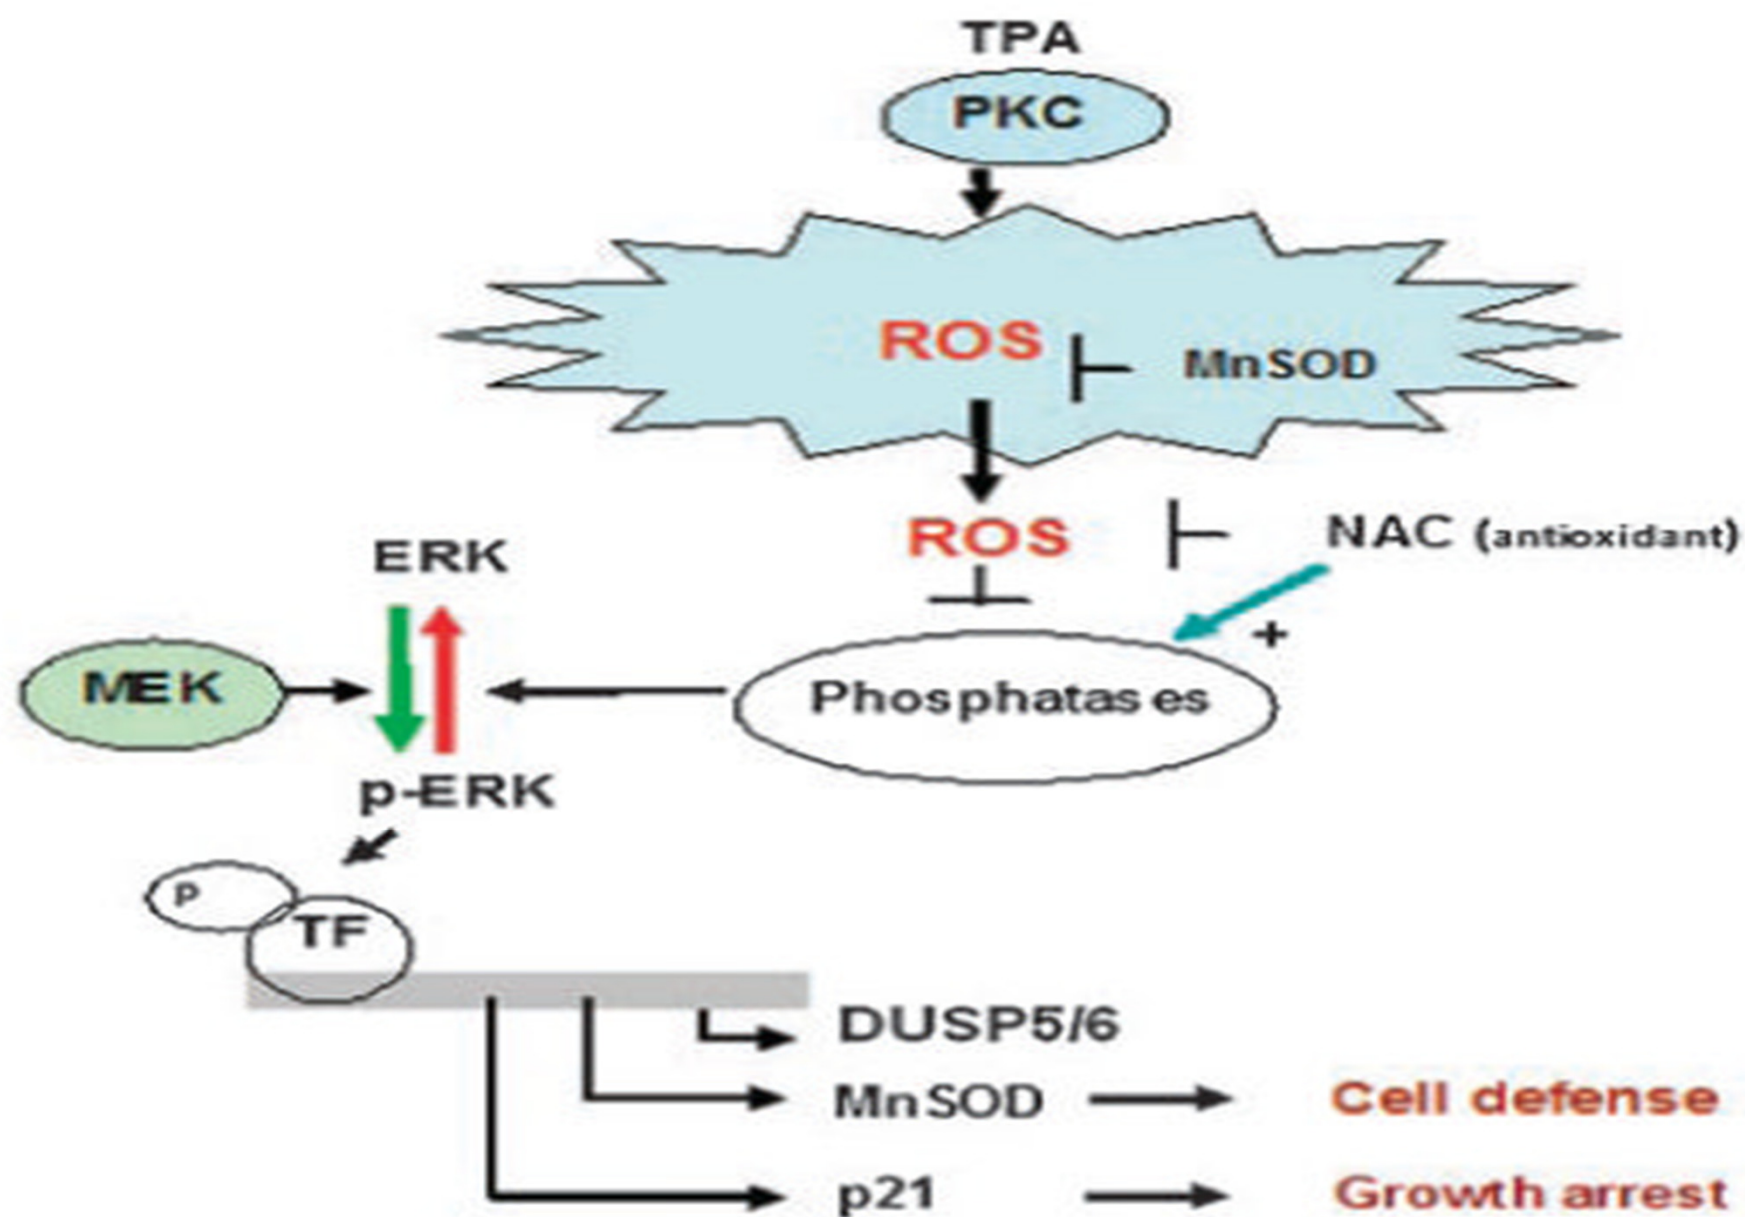 TPA
PKC
ROS
MnSOD
ROS
NAC (antioxidant)
+
ERK
MEK
Phosphatases
p-ERK
P
TF
DUSP5/6
MnSOD
Cell defense
p21
Growth arrest